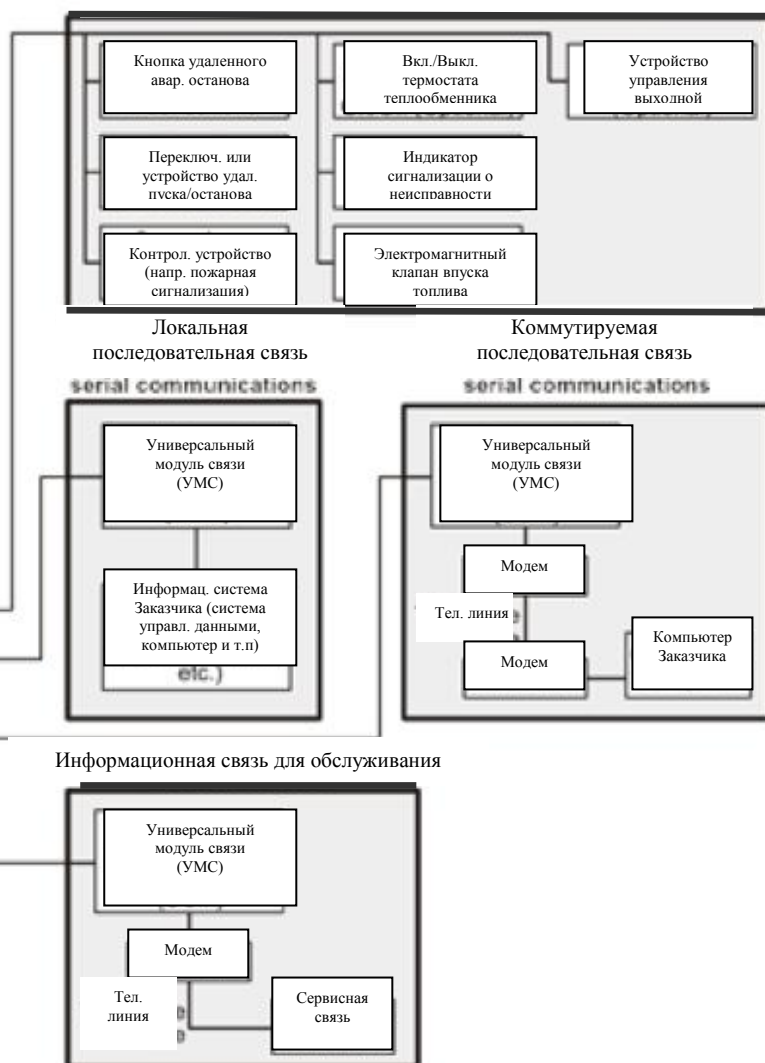 Кнопка удаленного
авар. останова
Вкл./Выкл.
термостата
теплообменника
Устройство
управления
выходной
Переключ. или
устройство удал.
пуска/останова
Индикатор
сигнализации о
неисправности
Контрол. устройство
(напр. пожарная
сигнализация)
Электромагнитный
клапан впуска
топлива
Локальная
последовательная связь
serial communications
Коммутируемая
последовательная связь
serial communications
Универсальный
модуль связи
(УМС)
Информац. система
Заказчика (система
управл. данными,
компьютер и т.п)
etc.)
Универсальный
модуль связи
(УМС)
Модем
Тел. линия
Модем
Компьютер
Заказчика
Информационная связь для обслуживания
Универсальный
модуль связи
(УМС)
Модем
Тел.
линия
Сервисная
связь